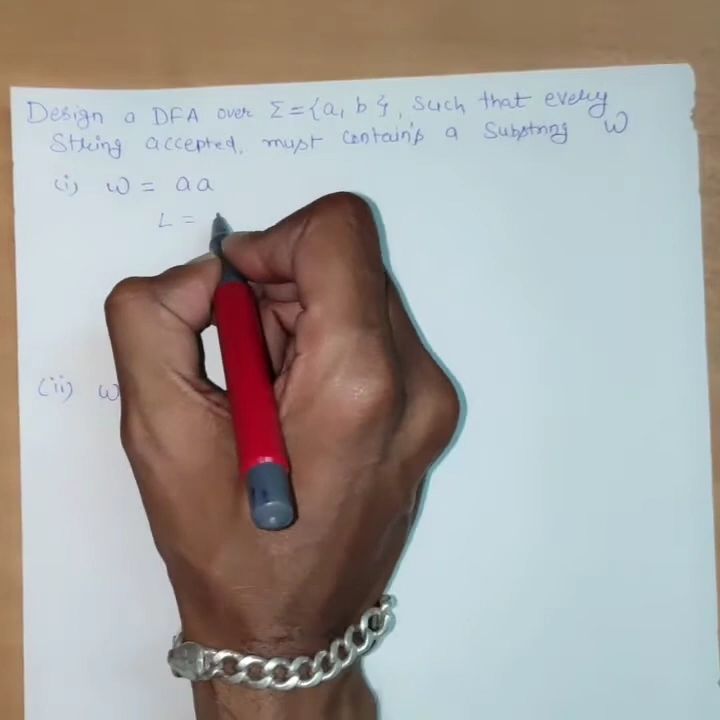 Design a DFA over Σ={a, b}, such that every
String accepted, must contains a Substring W
(i) W = aa
L =
(ii) W